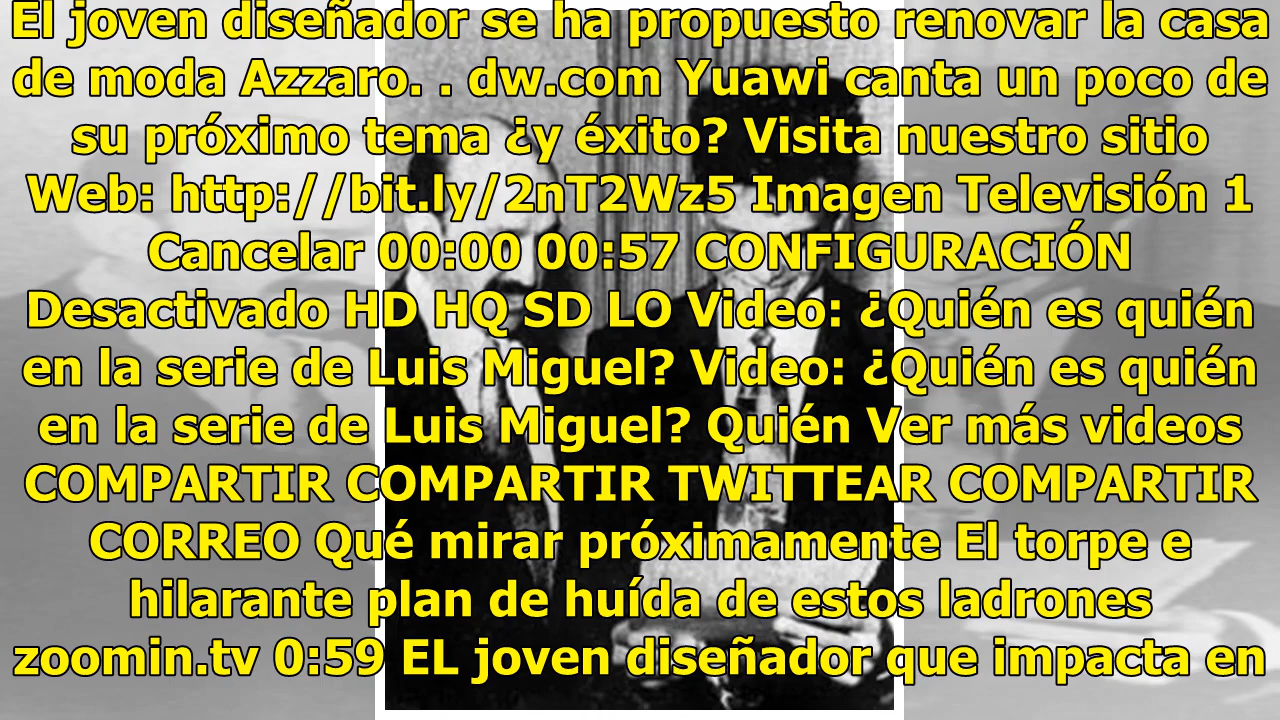 El joven diseñador se ha propuesto renovar la casa
de moda Azzaro. . dw.com Yuawi canta un poco de
su próximo tema ¿y éxito? Visita nuestro sitio
Web: http://bit.ly/2nT2Wz5 Imagen Televisión 1
Cancelar 00:00 00:57 CONFIGURACIÓN
Desactivado HD HQ SD LO Video: ¿Quién es quién
en la serie de Luis Miguel? Video: ¿Quién es quién
en la serie de Luis Miguel? Quién Ver más videos
COMPARTIR COMPARTIR TWITTEAR COMPARTIR
CORREO Qué mirar próximamente El torpe e
hilarante plan de huída de estos ladrones
zoomin.tv 0:59 EL joven diseñador que impacta en